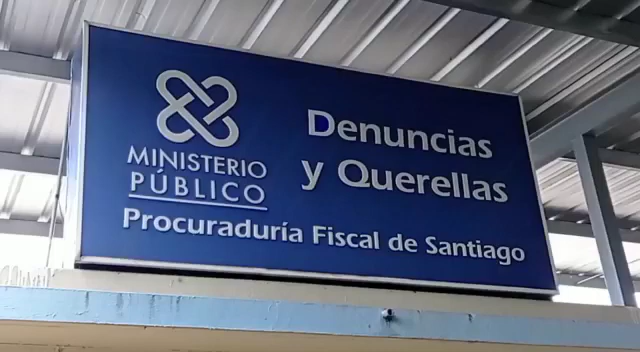 MINISTERIO
PÚBLICO
Denuncias
y Querellas
Procuraduría Fiscal de Santiago